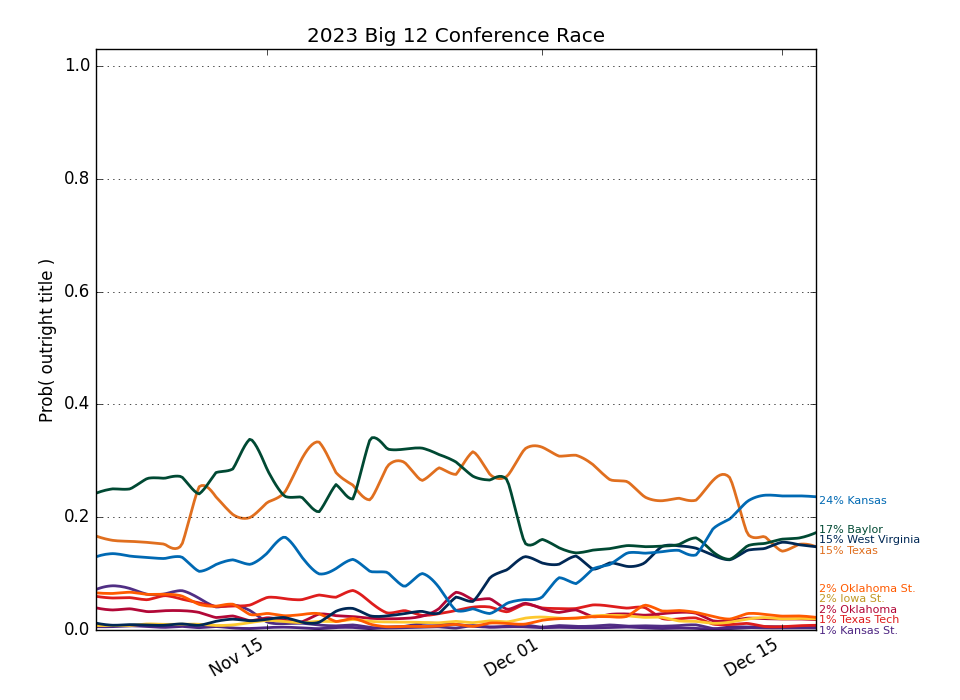 2023 Big 12 Conference Race
Prob( outright title )
1.0
0.8
0.6
0.4
0.2
0.0
Nov 15
Dec 01
Dec 15
24% Kansas
17% Baylor
15% West Virginia
15% Texas
2% Oklahoma St.
2% Iowa St.
2% Oklahoma
1% Texas Tech
1% Kansas St.